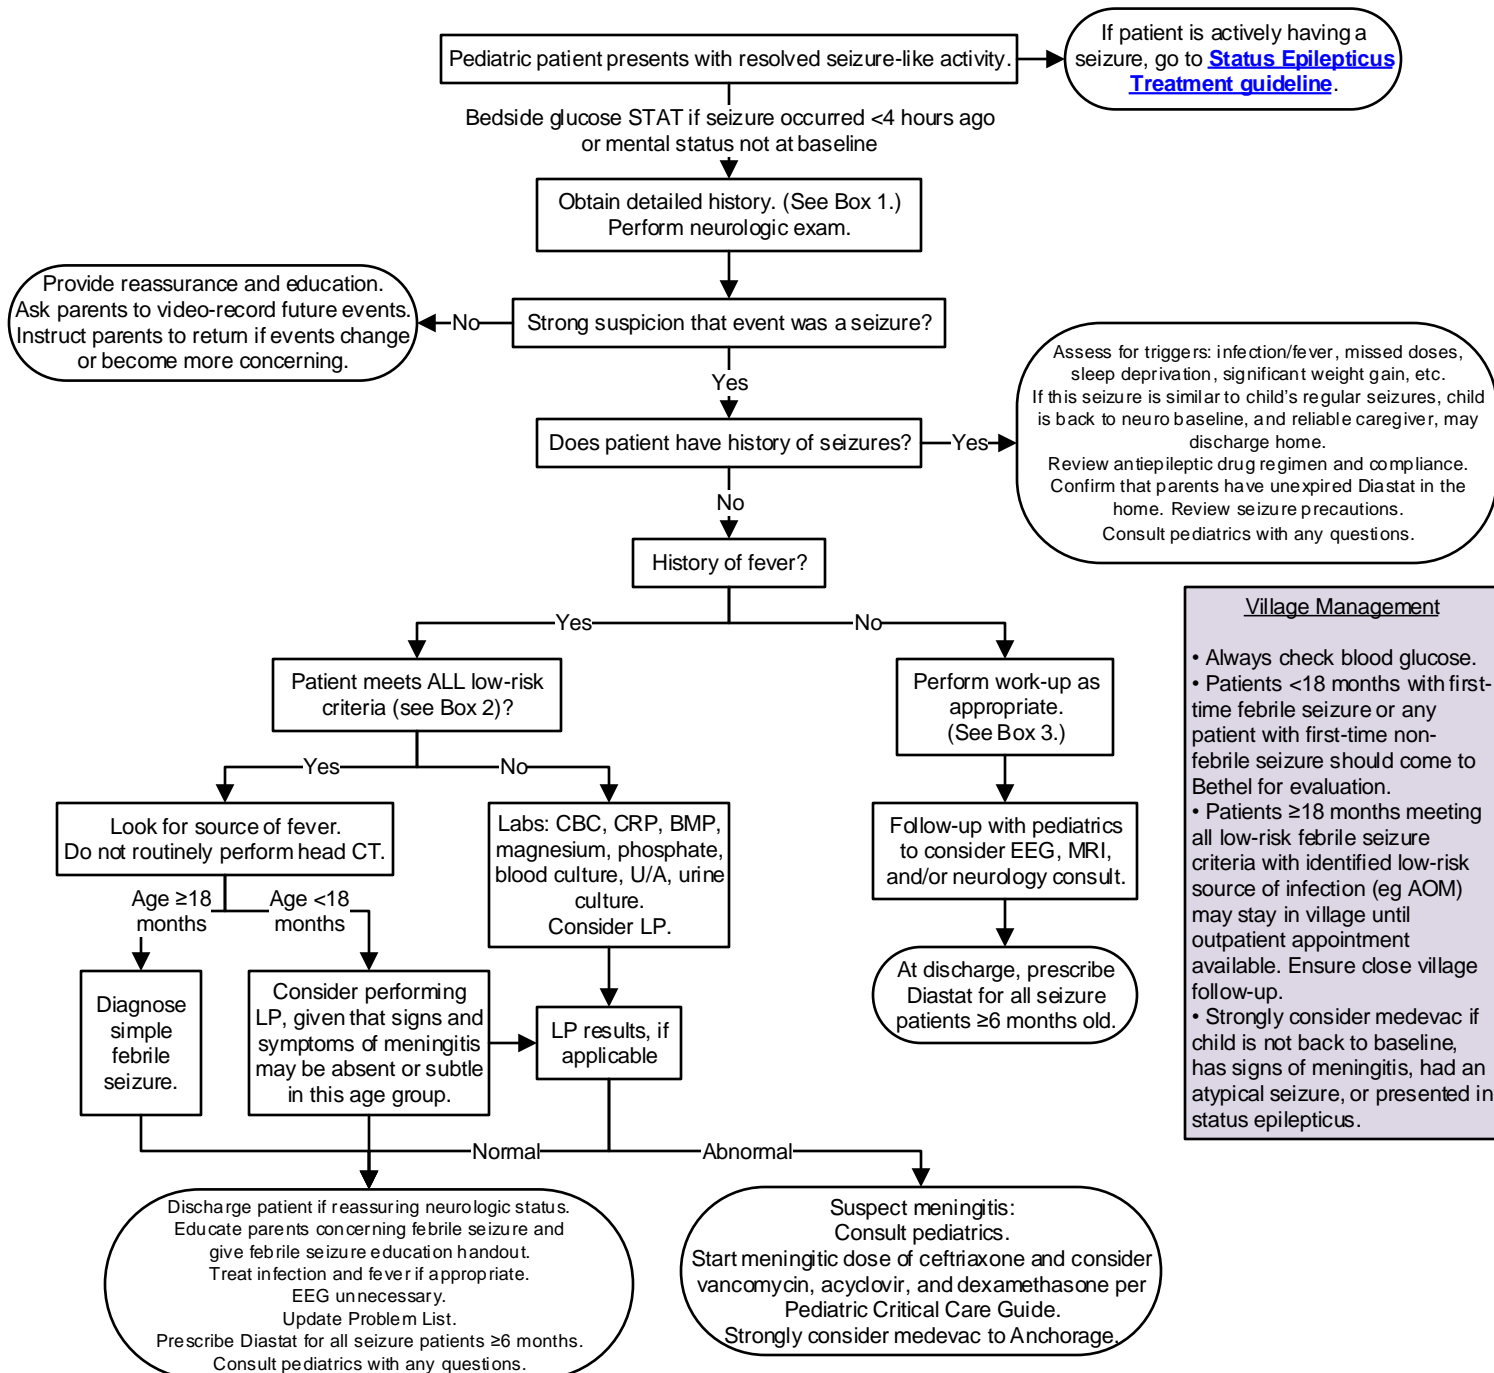 Pediatric patient presents with resolved seizure-like activity.
If patient is actively having a
seizure, go to Status Epilepticus
Treatment guideline.
Bedside glucose STAT if seizure occurred <4 hours ago
or mental status not at baseline
Obtain detailed history. (See Box 1.)
Perform neurologic exam.
Provide reassurance and education.
Ask parents to video-record future events.
Instruct parents to return if events change
or become more concerning.
No
Strong suspicion that event was a seizure?
Yes
Does patient have history of seizures?
Yes
Assess for triggers: infection/fever, missed doses,
sleep deprivation, significant weight gain, etc.
If this seizure is similar to child's regular seizures, child
is back to neuro baseline, and reliable caregiver, may
discharge home.
Review antiepileptic drug regimen and compliance.
Confirm that parents have unexpired Diastat in the
home. Review seizure precautions.
Consult pediatrics with any questions.
No
History of fever?
Yes
No
Patient meets ALL low-risk
criteria (see Box 2)?
Perform work-up as
appropriate.
(See Box 3.)
Yes
No
Look for source of fever.
Do not routinely perform head CT.
Labs: CBC, CRP, BMP,
magnesium, phosphate,
blood culture, U/A, urine
culture.
Consider LP.
Follow-up with pediatrics
to consider EEG, MRI,
and/or neurology consult.
Age ≥18
months
Age <18
months
Diagnose
simple
febrile
seizure.
Consider performing
LP, given that signs and
symptoms of meningitis
may be absent or subtle
in this age group.
LP results, if
applicable
At discharge, prescribe
Diastat for all seizure
patients ≥6 months old.
Normal
Abnormal
Discharge patient if reassuring neurologic status.
Educate parents concerning febrile seizure and
give febrile seizure education handout.
Treat infection and fever if appropriate.
EEG unnecessary.
Update Problem List.
Prescribe Diastat for all seizure patients ≥6 months.
Consult pediatrics with any questions.
Suspect meningitis:
Consult pediatrics.
Start meningitic dose of ceftriaxone and consider
vancomycin, acyclovir, and dexamethasone per
Pediatric Critical Care Guide.
Strongly consider medevac to Anchorage.
Village Management
• Always check blood glucose.
• Patients <18 months with first-
time febrile seizure or any
patient with first-time non-
febrile seizure should come to
Bethel for evaluation.
• Patients ≥18 months meeting
all low-risk febrile seizure
criteria with identified low-risk
source of infection (eg AOM)
may stay in village until
outpatient appointment
available. Ensure close village
follow-up.
• Strongly consider medevac if
child is not back to baseline,
has signs of meningitis, had an
atypical seizure, or presented in
status epilepticus.